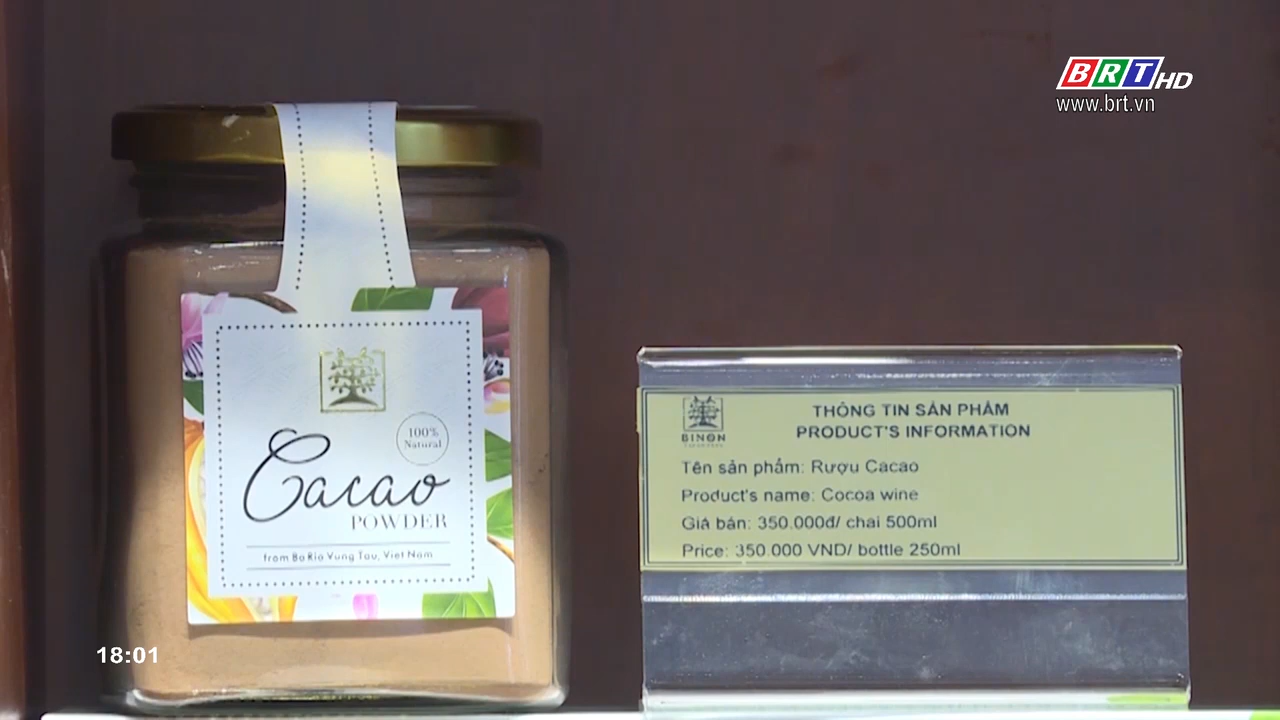 BRT HD
www.brt.vn
100%
Natural
Cacao
POWDER
from Ba Ria Vung Tau, Viet Nam
BINON
THÔNG TIN SẢN PHẨM
PRODUCT'S INFORMATION
Tên sản phẩm: Rượu Cacao
Product's name: Cocoa wine
Giá bán: 350.000đ/ chai 500ml
Price: 350.000 VND/ bottle 250ml
18:01